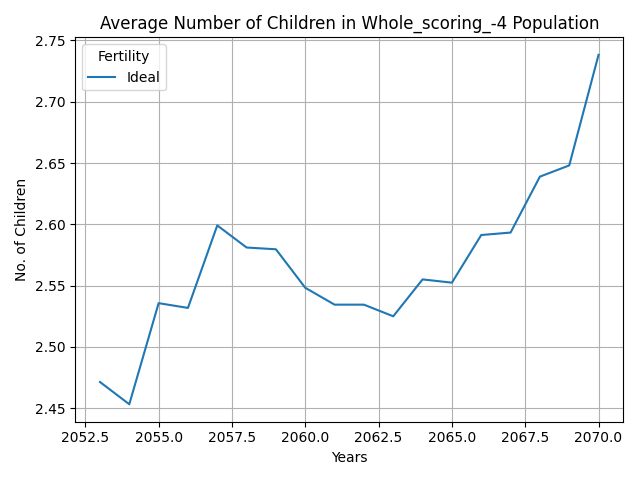 Average Number of Children in Whole_scoring_-4 Population
2.75
2.70
2.65
2.60
2.55
2.50
2.45
No. of Children
Fertility
Ideal
2052.5 2055.0 2057.5 2060.0 2062.5 2065.0 2067.5 2070.0
Years